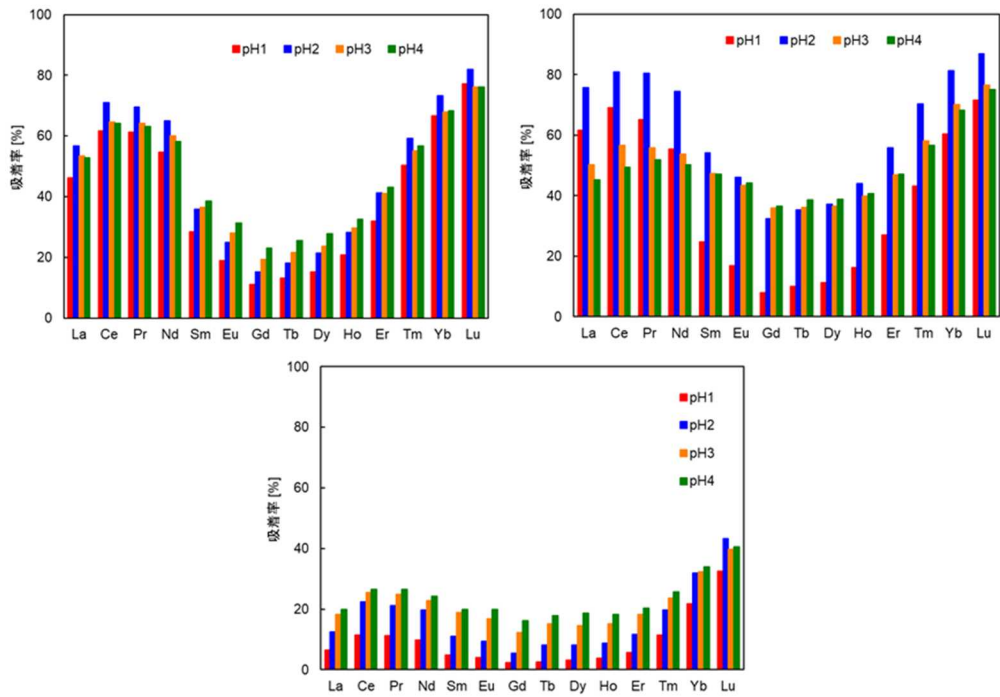 100
80
60
40
20
0
吸着率 [%]
pH1 pH2 pH3 pH4
La Ce Pr Nd Sm Eu Gd Tb Dy Ho Er Tm Yb Lu
100
80
60
40
20
0
吸着率 [%]
pH1 pH2 pH3 pH4
La Ce Pr Nd Sm Eu Gd Tb Dy Ho Er Tm Yb Lu
100
80
60
40
20
0
吸着率 [%]
pH1
pH2
pH3
pH4
La Ce Pr Nd Sm Eu Gd Tb Dy Ho Er Tm Yb Lu